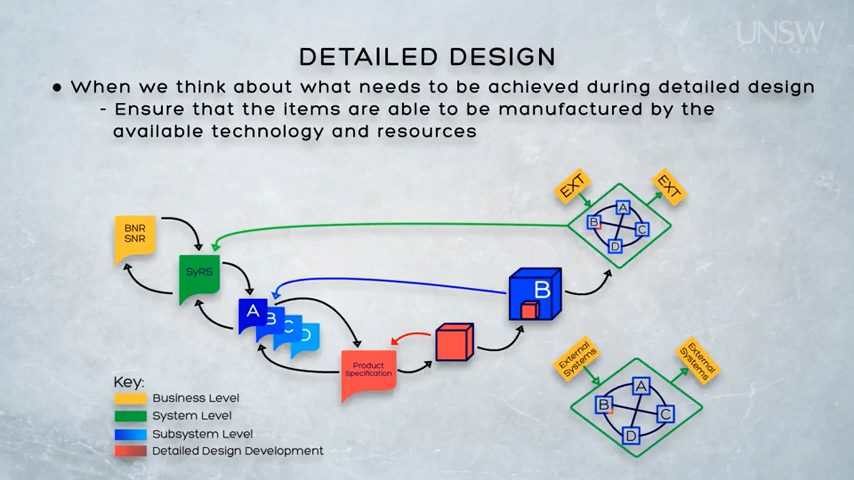 UNSW
AUSTRALIA
DETAILED DESIGN
● When we think about what needs to be achieved during detailed design
- Ensure that the items are able to be manufactured by the
available technology and resources
EXT
EXT
A
B
C
D
BNR
SNR
SyRS
A
B
C
D
B
Product
Specification
External
Systems
External
Systems
A
B
C
D
Key:
Business Level
System Level
Subsystem Level
Detailed Design Development